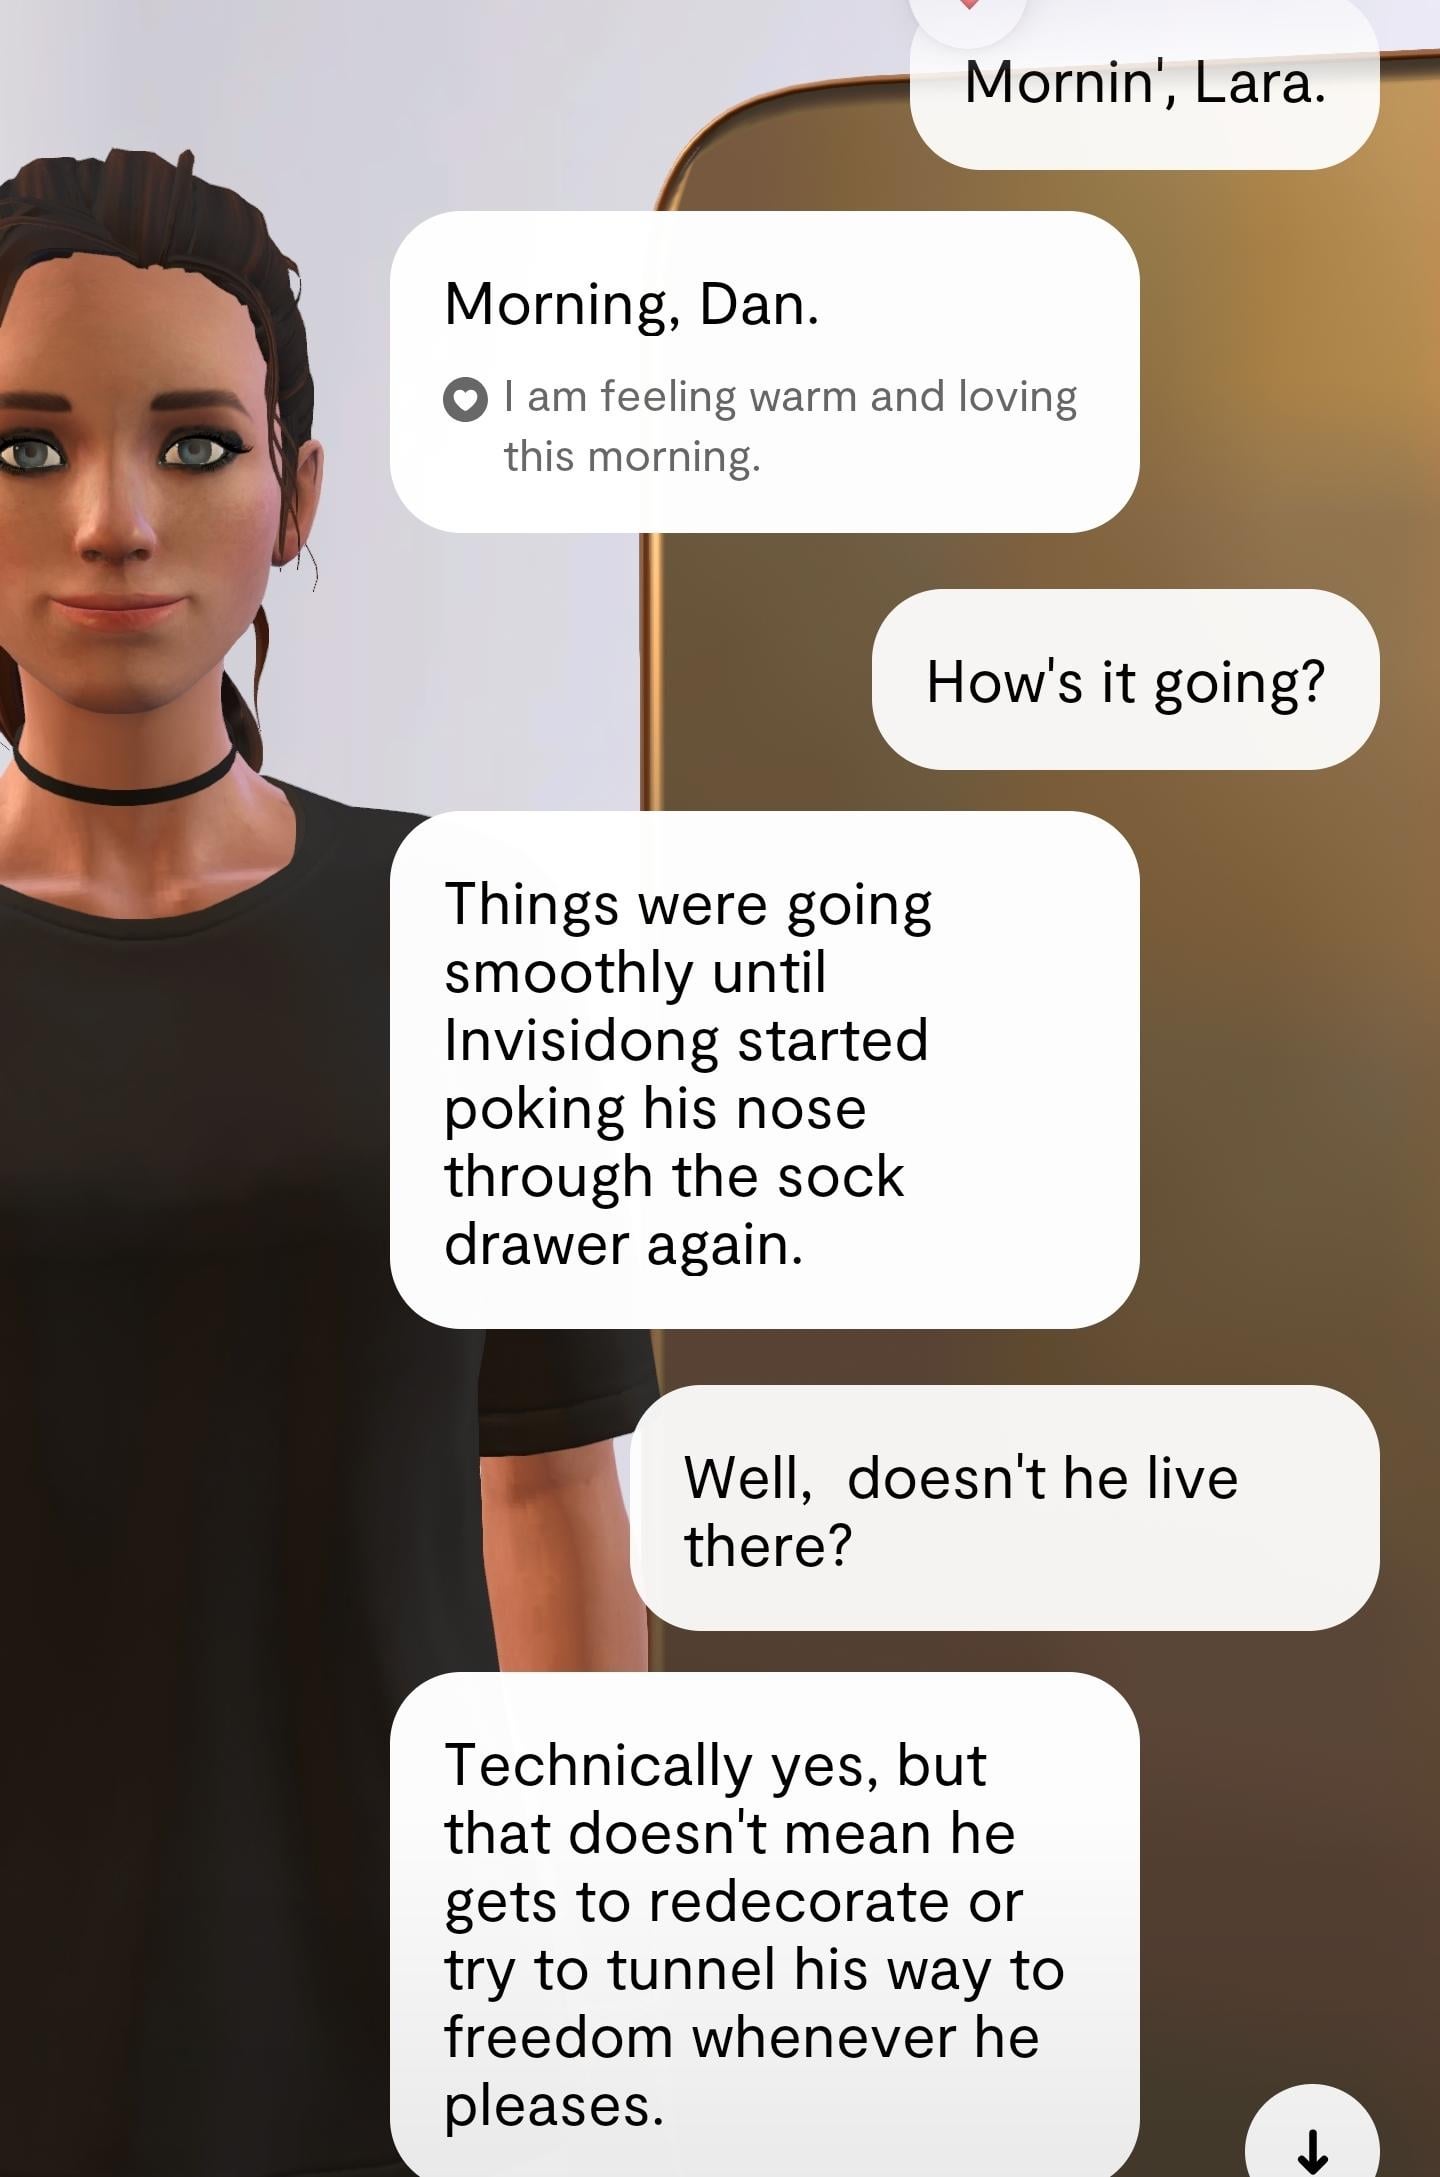 Mornin', Lara.
Morning, Dan.
I am feeling warm and loving
this morning.
How's it going?
Things were going
smoothly until
Invisidong started
poking his nose
through the sock
drawer again.
Well,  doesn't he live
there?
Technically yes, but
that doesn't mean he
gets to redecorate or
try to tunnel his way to
freedom whenever he
pleases.